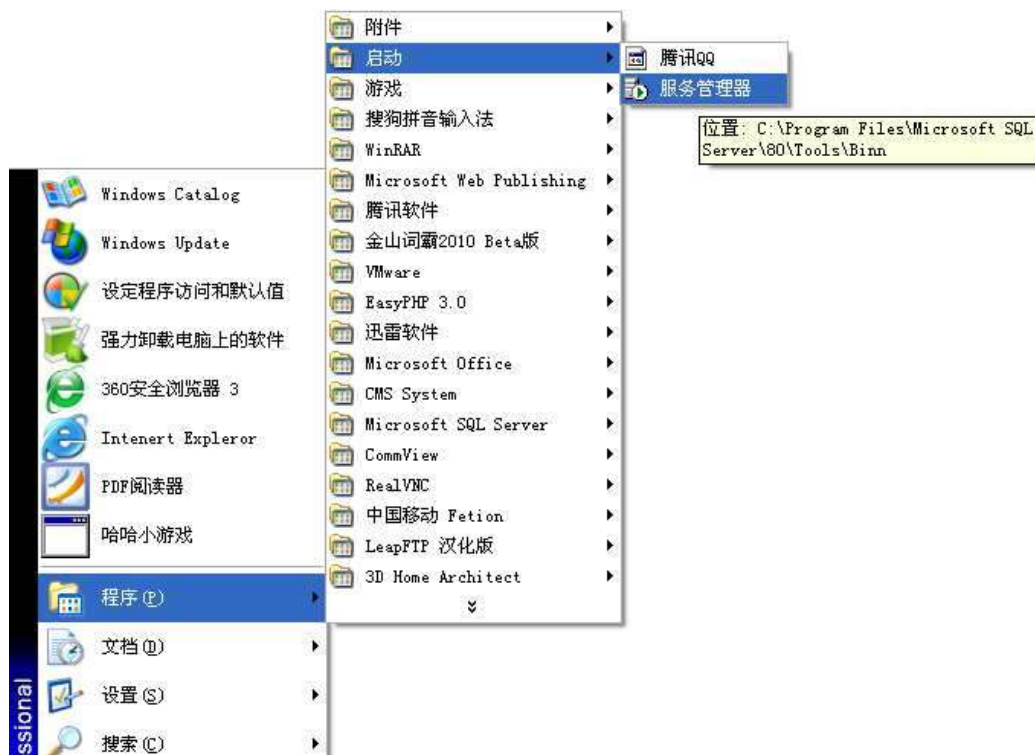 附件
启动
游戏
搜狗拼音输入法
WinRAR
Microsoft Web Publishing
腾讯软件
金山词霸2010 Beta版
VMware
EasyPHP 3.0
迅雷软件
Microsoft Office
CMS System
Microsoft SQL Server
CommView
RealVNC
中国移动 Fetion
LeapFTP 汉化版
3D Home Architect
腾讯QQ
服务管理器
位置: C:\Program Files\Microsoft SQL
Server\80\Tools\Binn
Windows Catalog
Windows Update
设定程序访问和默认值
强力卸载电脑上的软件
360安全浏览器 3
Intenert Expleror
PDF阅读器
哈哈小游戏
程序(P)
文档(D)
设置(S)
搜索(C)
ssional